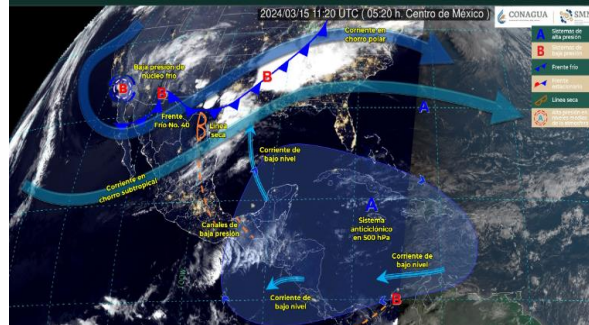 2024/03/15 11:20 UTC ( 05:20 h. Centro de México )
CONAGUA
SMN
A
Sistemas de
alta presión
B
Sistemas de
baja presión
Frente frío
Frente
estacionario
Línea seca
Corriente en
chorro polar
Baja presión de
núcleo frío
B
B
B
Frente
Frío No. 40
Línea
seca
A
Corriente de
bajo nivel
Corriente en
chorro subtropical
A
Sistema
anticiclónico
en 500 hPa
Canales de
baja presión
Corriente de
bajo nivel
Corriente de
bajo nivel
B